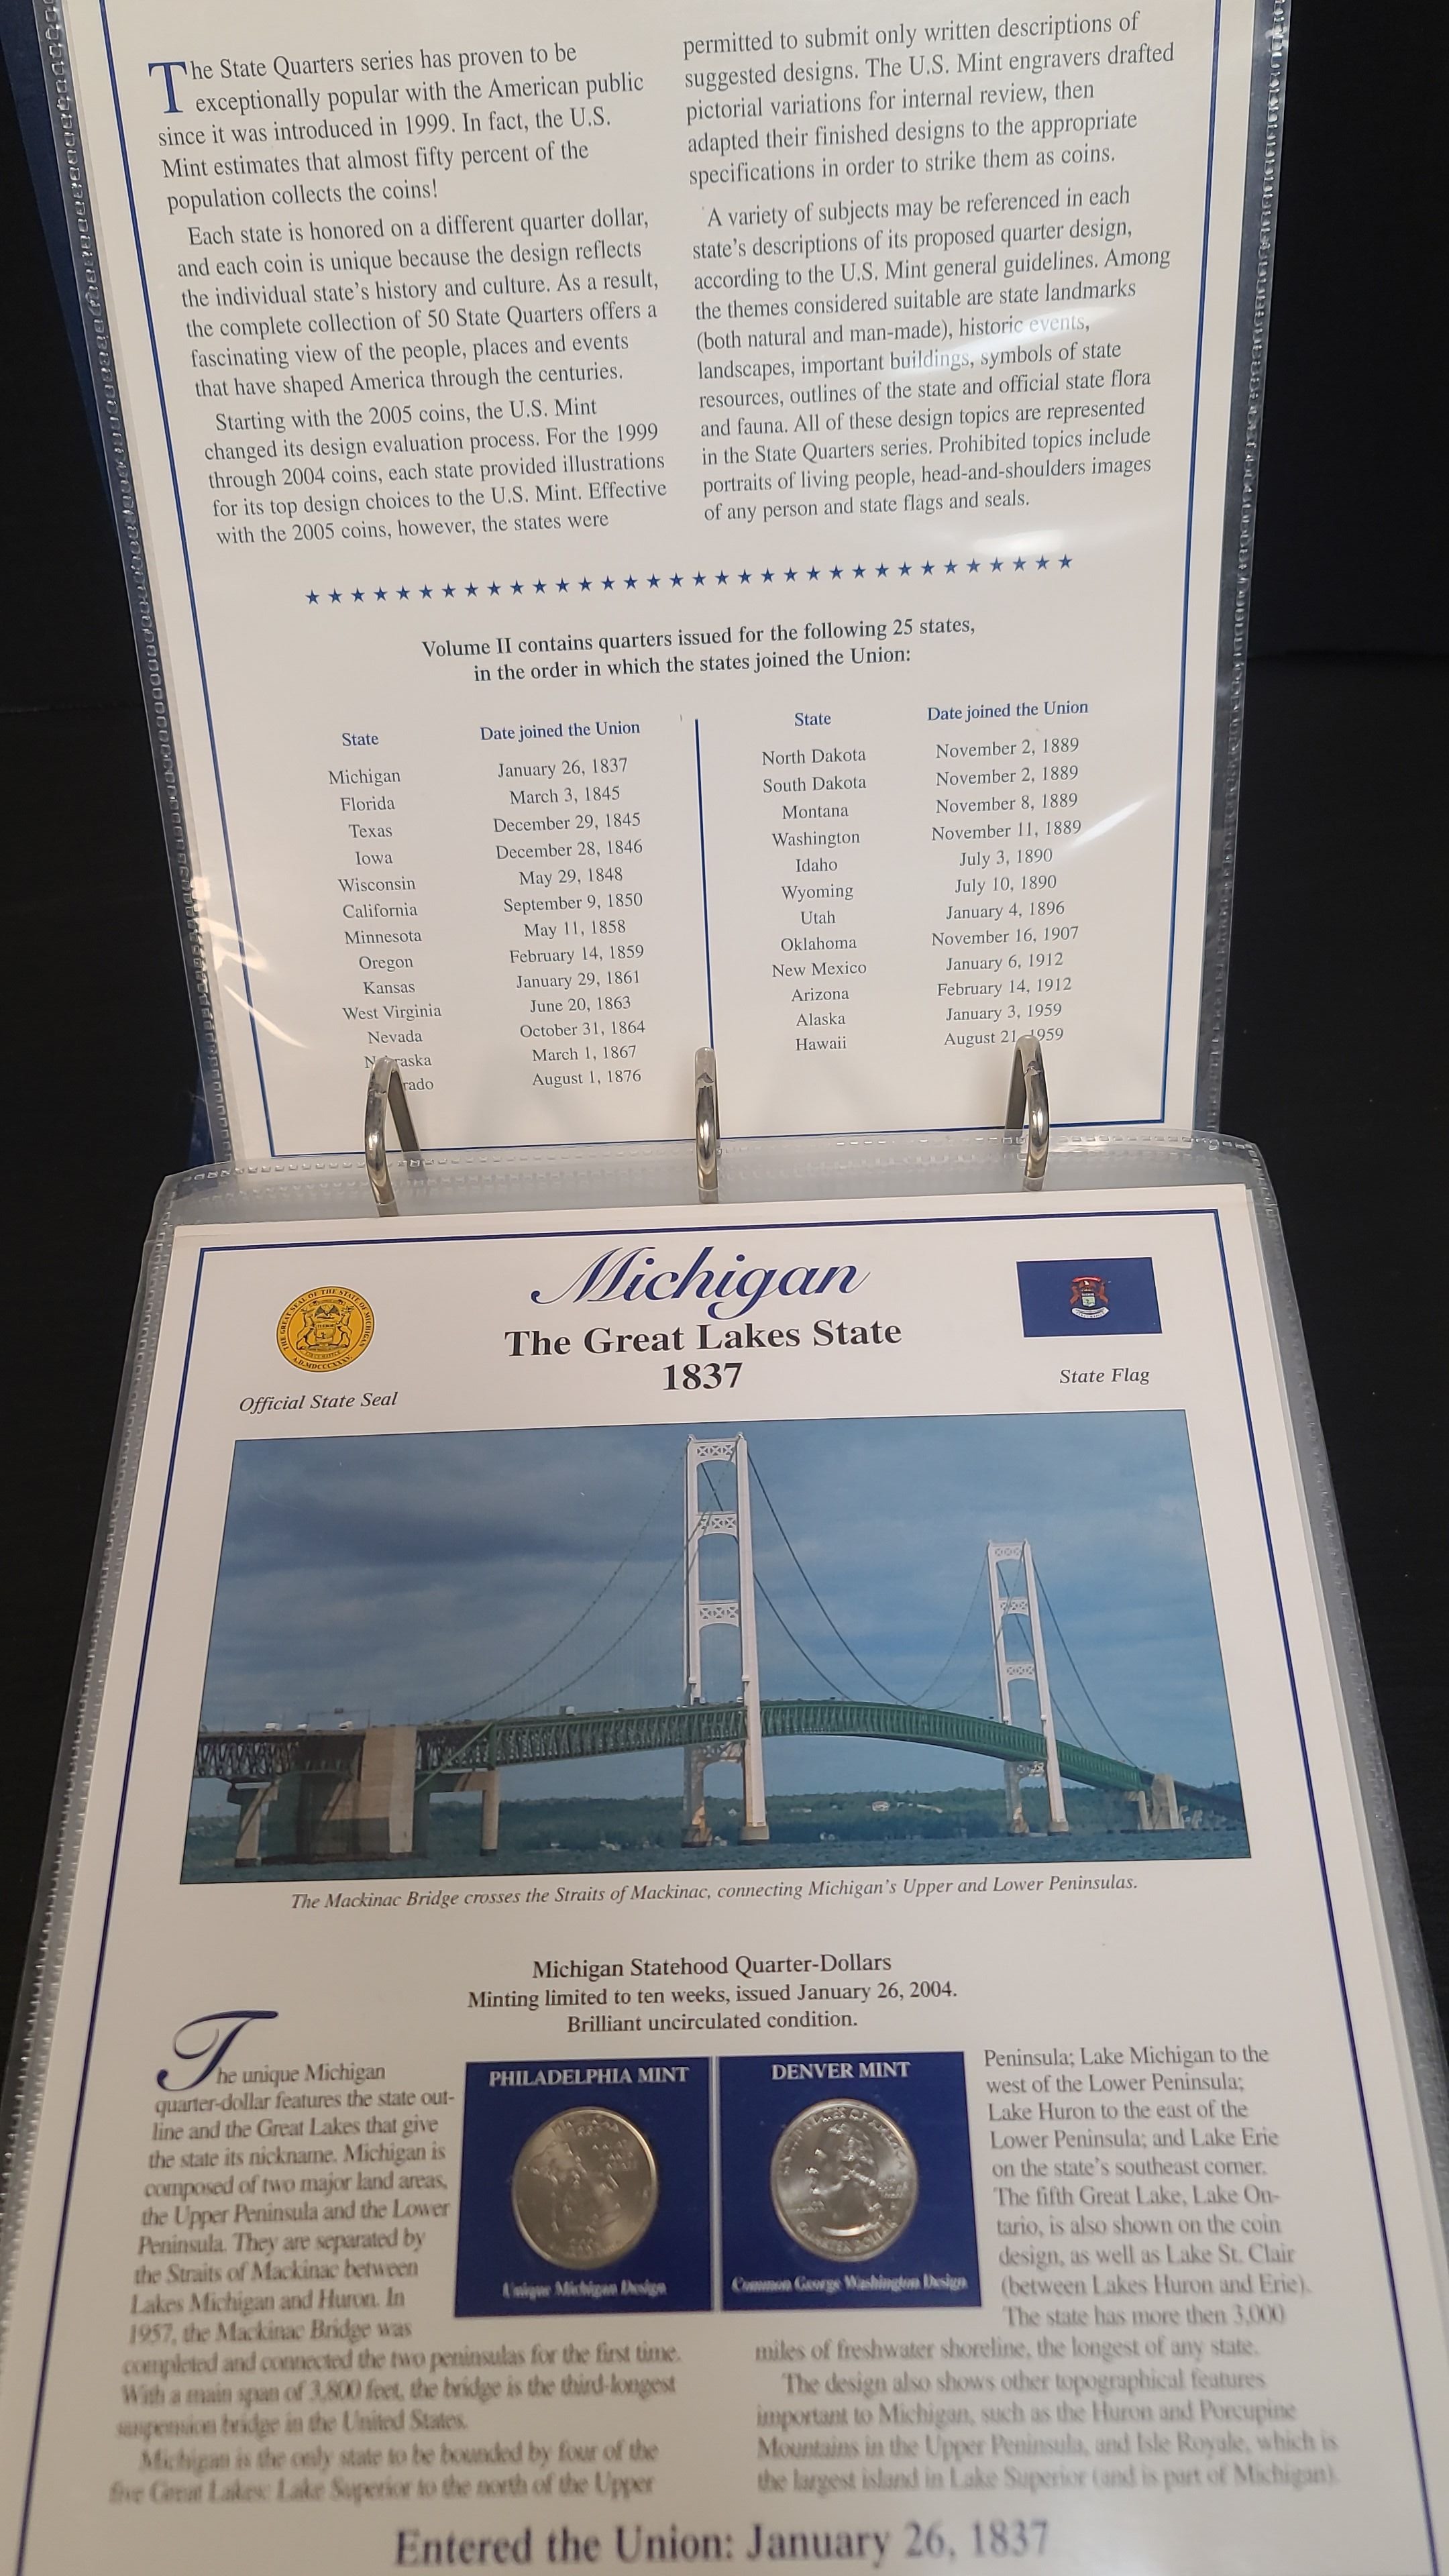 The State Quarters series has proven to be
exceptionally popular with the American public
since it was introduced in 1999. In fact, the U.S.
Mint estimates that almost fifty percent of the
population collects the coins!
Each state is honored on a different quarter dollar,
and each coin is unique because the design reflects
the individual state's history and culture. As a result,
the complete collection of 50 State Quarters offers a
fascinating view of the people, places and events
that have shaped America through the centuries.
Starting with the 2005 coins, the U.S. Mint
changed its design evaluation process. For the 1999
through 2004 coins, each state provided illustrations
for its top design choices to the U.S. Mint. Effective
with the 2005 coins, however, the states were
permitted to submit only written descriptions of
suggested designs. The U.S. Mint engravers drafted
pictorial variations for internal review, then
adapted their finished designs to the appropriate
specifications in order to strike them as coins.
A variety of subjects may be referenced in each
state's descriptions of its proposed quarter design,
according to the U.S. Mint general guidelines. Among
the themes considered suitable are state landmarks
(both natural and man-made), historic events,
landscapes, important buildings, symbols of state
resources, outlines of the state and official state flora
and fauna. All of these design topics are represented
in the State Quarters series. Prohibited topics include
portraits of living people, head-and-shoulders images
of any person and state flags and seals.
Volume II contains quarters issued for the following 25 states,
in the order in which the states joined the Union:
State Date joined the Union
Michigan January 26, 1837
Florida March 3, 1845
Texas December 29, 1845
Iowa December 28, 1846
Wisconsin May 29, 1848
California September 9, 1850
Minnesota May 11, 1858
Oregon February 14, 1859
Kansas January 29, 1861
West Virginia June 20, 1863
Nevada October 31, 1864
N raska March 1, 1867
rado August 1, 1876
State Date joined the Union
North Dakota November 2, 1889
South Dakota November 2, 1889
Montana November 8, 1889
Washington November 11, 1889
Idaho July 3, 1890
Wyoming July 10, 1890
Utah January 4, 1896
Oklahoma November 16, 1907
New Mexico January 6, 1912
Arizona February 14, 1912
Alaska January 3, 1959
Hawaii August 21 1959
Michigan
The Great Lakes State
1837
THE GREAT SEAL OF THE STATE OF MICHIGAN
Official State Seal
State Flag
The Mackinac Bridge crosses the Straits of Mackinac, connecting Michigan's Upper and Lower Peninsulas.
Michigan Statehood Quarter-Dollars
Minting limited to ten weeks, issued January 26, 2004.
Brilliant uncirculated condition.
PHILADELPHIA MINT
Unique Michigan Design
DENVER MINT
Common George Washington Design
The unique Michigan
quarter-dollar features the state out-
line and the Great Lakes that give
the state its nickname. Michigan is
composed of two major land areas,
the Upper Peninsula and the Lower
Peninsula. They are separated by
the Straits of Mackinac between
Lakes Michigan and Huron. In
1957, the Mackinac Bridge was
completed and connected the two peninsulas for the first time.
With a main span of 3,800 feet, the bridge is the third-longest
suspension bridge in the United States.
Michigan is the only state to be bounded by four of the
five Great Lakes: Lake Superior to the north of the Upper
Peninsula; Lake Michigan to the
west of the Lower Peninsula;
Lake Huron to the east of the
Lower Peninsula; and Lake Erie
on the state's southeast corner.
The fifth Great Lake, Lake On-
tario, is also shown on the coin
design, as well as Lake St. Clair
(between Lakes Huron and Erie).
The state has more then 3,000
miles of freshwater shoreline, the longest of any state.
The design also shows other topographical features
important to Michigan, such as the Huron and Porcupine
Mountains in the Upper Peninsula, and Isle Royale, which is
the largest island in Lake Superior (and is part of Michigan).
Entered the Union: January 26, 1837